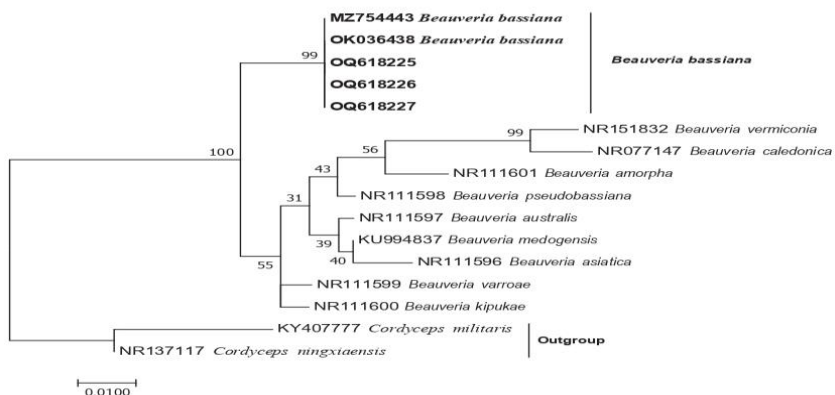 MZ754443 Beauveria bassiana
OK036438 Beauveria bassiana
99
OQ618225
Beauveria bassiana
OQ618226
OQ618227
NR151832 Beauveria vermiconia
99
NR077147 Beauveria caledonica
56
100
NR111601 Beauveria amorpha
43
NR111598 Beauveria pseudobassiana
31
NR111597 Beauveria australis
KU994837 Beauveria medogensis
39
NR111596 Beauveria asiatica
40
55
NR111599 Beauveria varroae
NR111600 Beauveria kipukae
KY407777 Cordyceps militaris
Outgroup
NR137117 Cordyceps ningxiaensis
0.0100